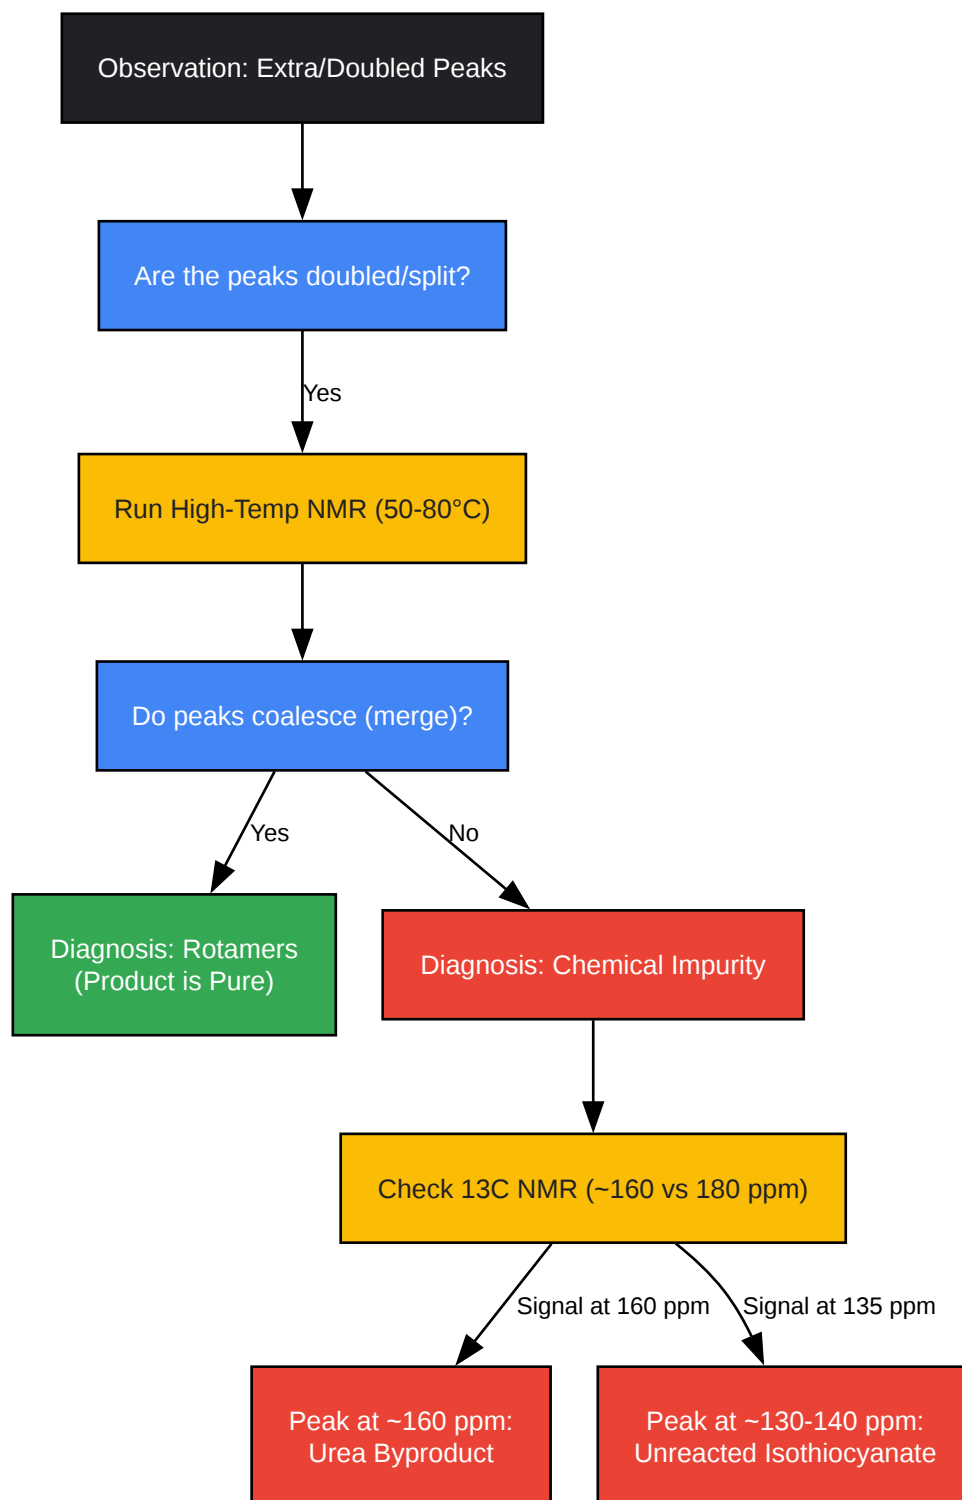 Observation: Extra/Doubled Peaks
Are the peaks doubled/split?
Yes
Run High-Temp NMR (50-80°C)
Do peaks coalesce (merge)?
Yes
No
Diagnosis: Rotamers
(Product is Pure)
Diagnosis: Chemical Impurity
Check 13C NMR (~160 vs 180 ppm)
Signal at 160 ppm
Signal at 135 ppm
Peak at ~160 ppm:
Urea Byproduct
Peak at ~130-140 ppm:
Unreacted Isothiocyanate